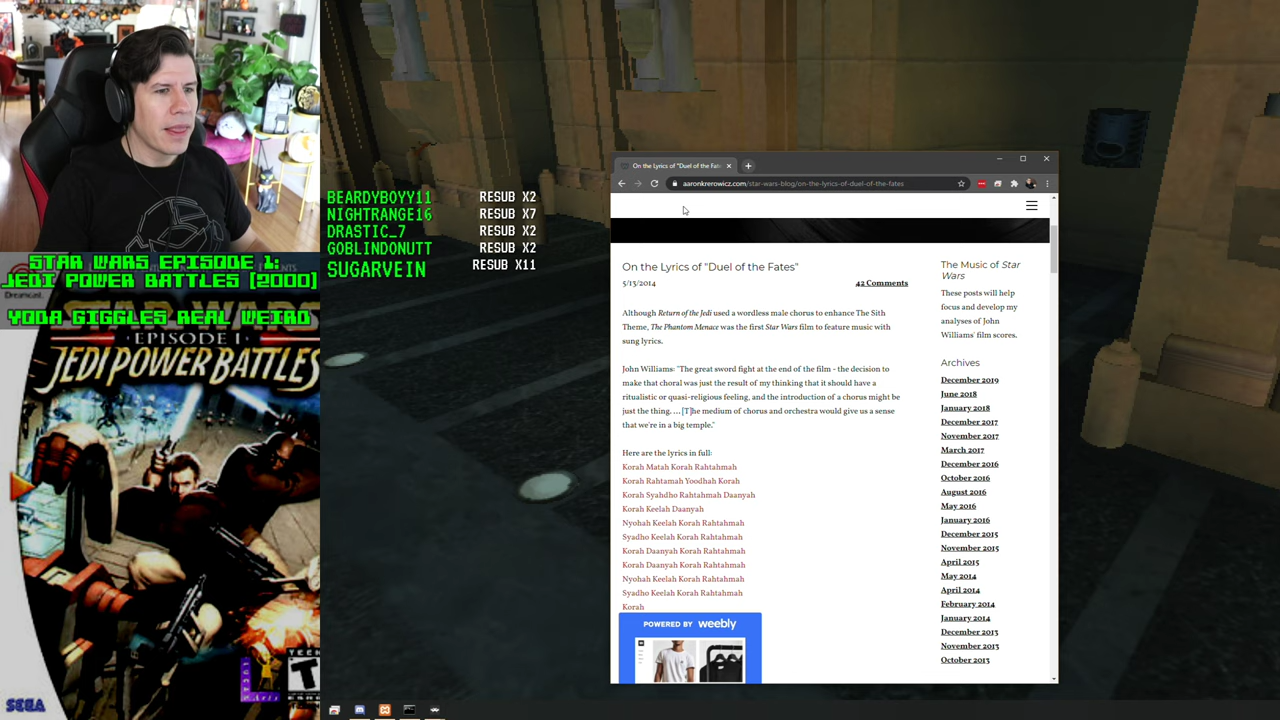 BEARDYBOYY11 RESUB X2
NIGHTRANGE16 RESUB X7
DRASTIC_7 RESUB X2
GOBLINDONUTT RESUB X2
SUGARVEIN RESUB X11
STAR WARS EPISODE 1:
JEDI POWER BATTLES [2000]
YODA GIGGLES REAL WEIRD
STAR WARS
EPISODE I
JEDI POWER BATTLES
SEGA
On the Lyrics of "Duel of the Fate
aaronkrerowicz.com/star-wars-blog/on-the-lyrics-of-duel-of-the-fates
On the Lyrics of "Duel of the Fates"
5/13/2014
42 Comments
Although Return of the Jedi used a wordless male chorus to enhance The Sith
Theme, The Phantom Menace was the first Star Wars film to feature music with
sung lyrics.
John Williams: "The great sword fight at the end of the film - the decision to
make that choral was just the result of my thinking that it should have a
ritualistic or quasi-religious feeling, and the introduction of a chorus might be
just the thing. ... [T]he medium of chorus and orchestra would give us a sense
that we're in a big temple."
Here are the lyrics in full:
Korah Matah Korah Rahtahmah
Korah Rahtamah Yoodhah Korah
Korah Syahdho Rahtahmah Daanyah
Korah Keelah Daanyah
Nyohah Keelah Korah Rahtahmah
Syadho Keelah Korah Rahtahmah
Korah Daanyah Korah Rahtahmah
Korah Daanyah Korah Rahtahmah
Nyohah Keelah Korah Rahtahmah
Syadho Keelah Korah Rahtahmah
Korah
POWERED BY weebly
The Music of Star
Wars
These posts will help
focus and develop my
analyses of John
Williams' film scores.
Archives
December 2019
June 2018
January 2018
December 2017
November 2017
March 2017
December 2016
October 2016
August 2016
May 2016
January 2016
December 2015
November 2015
April 2015
May 2014
April 2014
February 2014
January 2014
December 2013
November 2013
October 2013